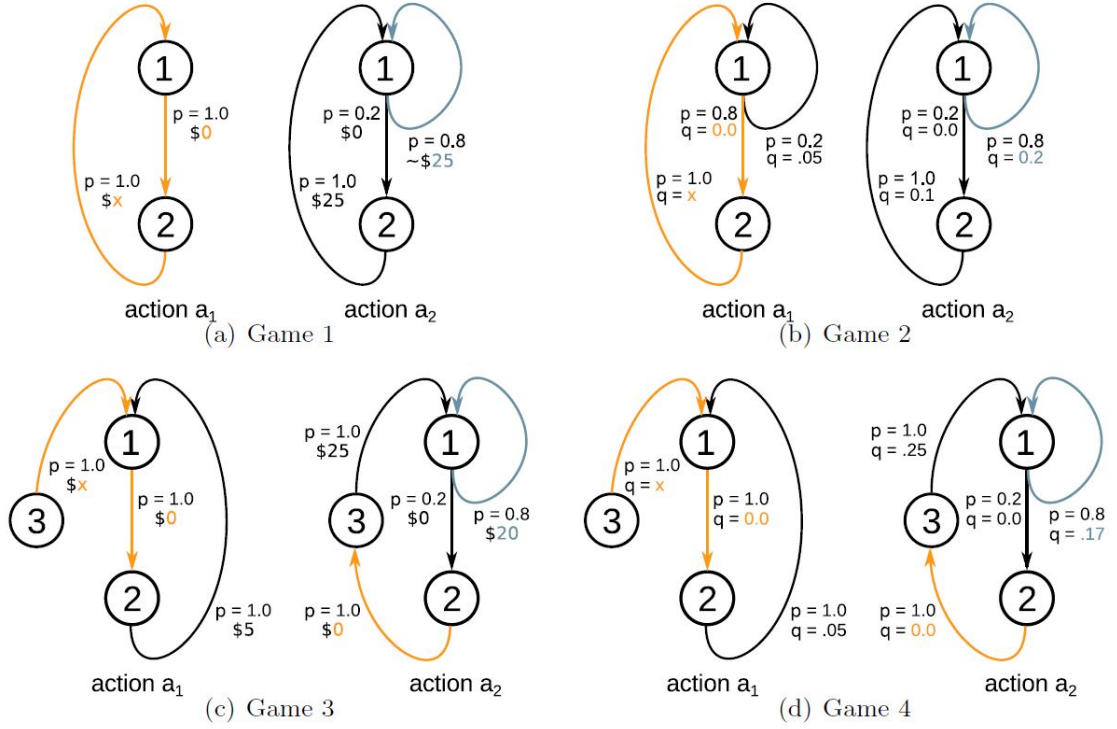 1
p = 1.0
$0
p = 1.0
$x
2
action a₁
1
p = 0.2
$0
p = 0.8
~$25
p = 1.0
$25
2
action a₂
(a) Game 1
1
p = 0.8
q = 0.0
p = 0.2
q = .05
p = 1.0
q = x
2
action a₁
1
p = 0.2
q = 0.0
p = 0.8
q = 0.2
p = 1.0
q = 0.1
2
action a₂
(b) Game 2
1
p = 1.0
$x
p = 1.0
$0
3
2
p = 1.0
$5
action a₁
p = 1.0
$25
1
p = 0.2
$0
p = 0.8
$20
3
2
p = 1.0
$0
action a₂
(c) Game 3
1
p = 1.0
q = x
p = 1.0
q = 0.0
3
2
p = 1.0
q = .05
action a₁
p = 1.0
q = .25
1
p = 0.2
q = 0.0
p = 0.8
q = .17
3
2
p = 1.0
q = 0.0
action a₂
(d) Game 4